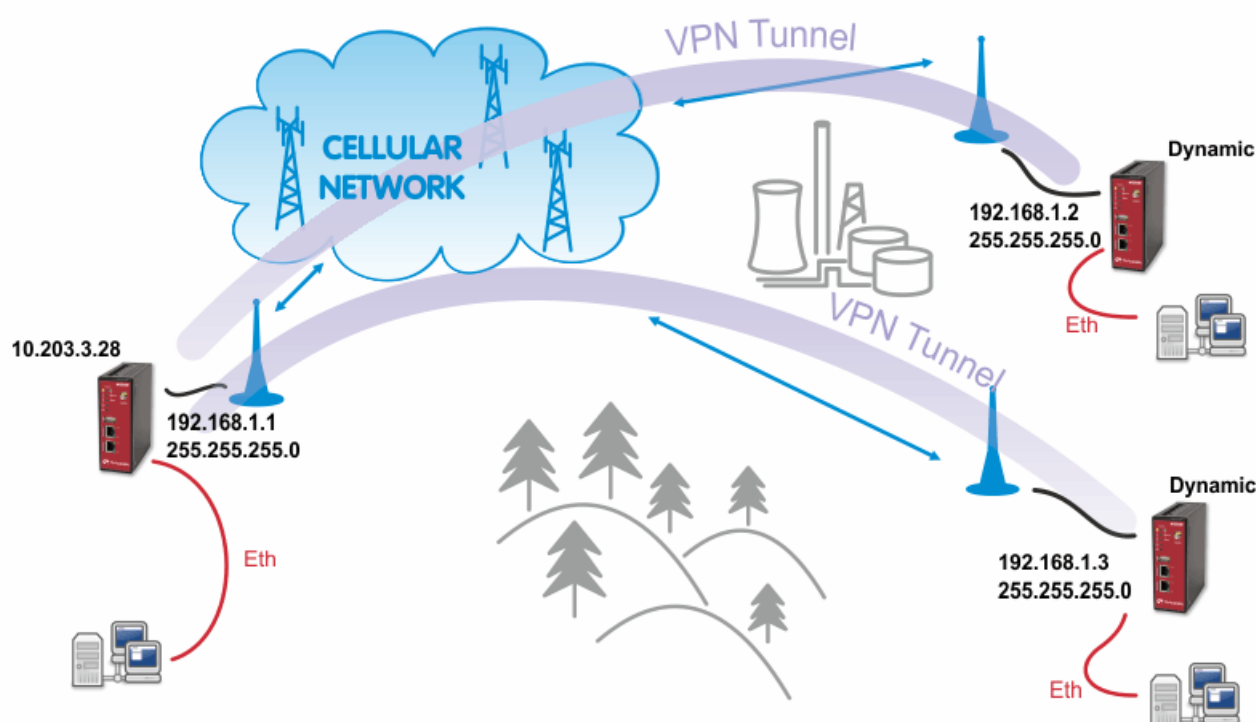 VPN Tunnel
CELLULAR
NETWORK
Dynamic
192.168.1.2
255.255.255.0
Eth
VPN Tunnel
10.203.3.28
192.168.1.1
255.255.255.0
Eth
Dynamic
192.168.1.3
255.255.255.0
Eth